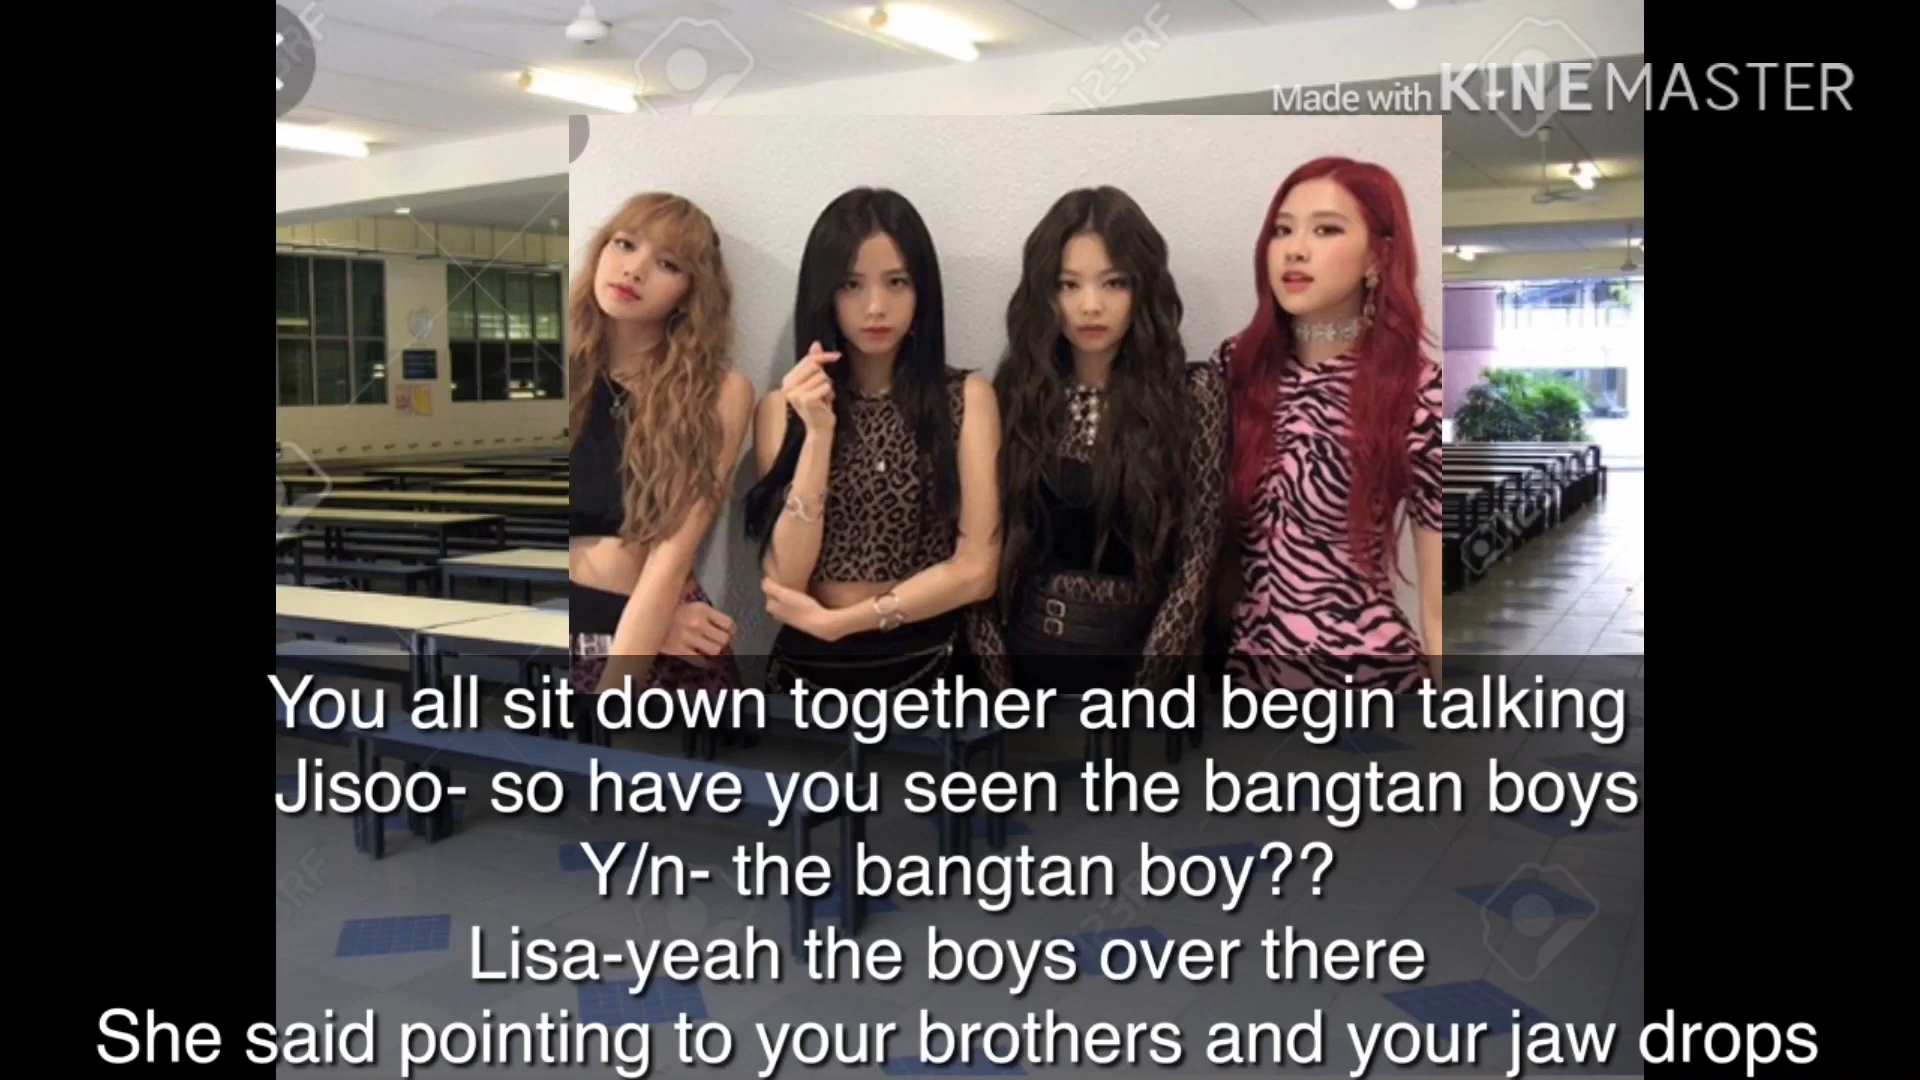 Made with KINEMASTER
You all sit down together and begin talking
Jisoo- so have you seen the bangtan boys
Y/n- the bangtan boy??
Lisa-yeah the boys over there
She said pointing to your brothers and your jaw drops
123RF
123RF